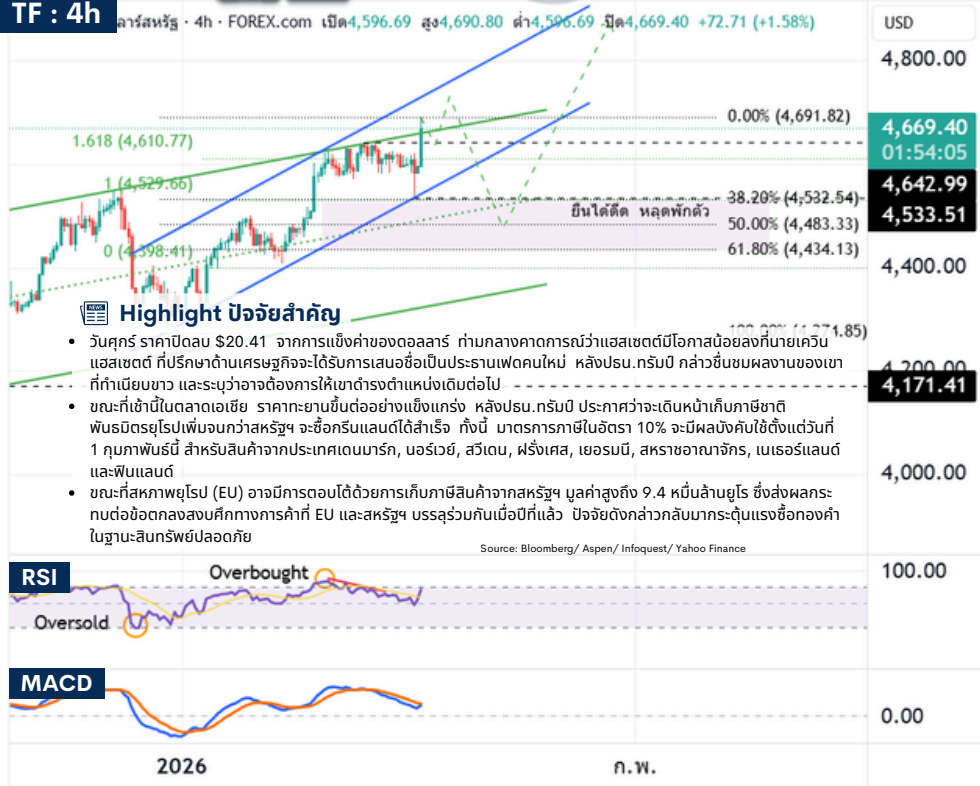 TF : 4h
ลาร์สหรัฐ · 4h · FOREX.com เปิด4,596.69 สูง4,690.80 ต่ำ4,596.69 ปิด4,669.40 +72.71 (+1.58%)
USD
4,800.00
0.00% (4,691.82)
4,669.40
01:54:05
1.618 (4,610.77)
4,642.99
1 (4,529.66)
38.20% (4,532.54)
4,533.51
ยืนได้ดีด หลุดพักตัว
50.00% (4,483.33)
0 (4,398.41)
61.80% (4,434.13)
4,400.00
NEWS
Highlight ปัจจัยสำคัญ
100.00% (4,274.85)
• วันศุกร์ ราคาปิดลบ $20.41 จากการแข็งค่าของดอลลาร์ ท่ามกลางคาดการณ์ว่าแฮสเซตต์มีโอกาสน้อยลงที่นายเควิน
แฮสเซตต์ ที่ปรึกษาด้านเศรษฐกิจจะได้รับการเสนอชื่อเป็นประธานเฟดคนใหม่ หลังปธน.ทรัมป์ กล่าวชื่นชมผลงานของเขา
4,200.00
ที่ทำเนียบขาว และระบุว่าอาจต้องการให้เขาดำรงตำแหน่งเดิมต่อไป
4,171.41
• ขณะที่เช้านี้ในตลาดเอเชีย ราคาทะยานขึ้นต่ออย่างแข็งแกร่ง หลังปธน.ทรัมป์ ประกาศว่าจะเดินหน้าเก็บภาษีชาติ
พันธมิตรยุโรปเพิ่มจนกว่าสหรัฐฯ จะซื้อกรีนแลนด์ได้สำเร็จ ทั้งนี้ มาตรการภาษีในอัตรา 10% จะมีผลบังคับใช้ตั้งแต่วันที่
1 กุมภาพันธ์นี้ สำหรับสินค้าจากประเทศเดนมาร์ก, นอร์เวย์, สวีเดน, ฝรั่งเศส, เยอรมนี, สหราชอาณาจักร, เนเธอร์แลนด์
และฟินแลนด์
4,000.00
• ขณะที่สหภาพยุโรป (EU) อาจมีการตอบโต้ด้วยการเก็บภาษีสินค้าจากสหรัฐฯ มูลค่าสูงถึง 9.4 หมื่นล้านยูโร ซึ่งส่งผลกระ
ทบต่อข้อตกลงสงบศึกทางการค้าที่ EU และสหรัฐฯ บรรลุร่วมกันเมื่อปีที่แล้ว ปัจจัยดังกล่าวกลับมากระตุ้นแรงซื้อทองคำ
ในฐานะสินทรัพย์ปลอดภัย
Source: Bloomberg/ Aspen/ Infoquest/ Yahoo Finance
RSI
Overbought
100.00
Oversold
MACD
0.00
2026
ก.พ.